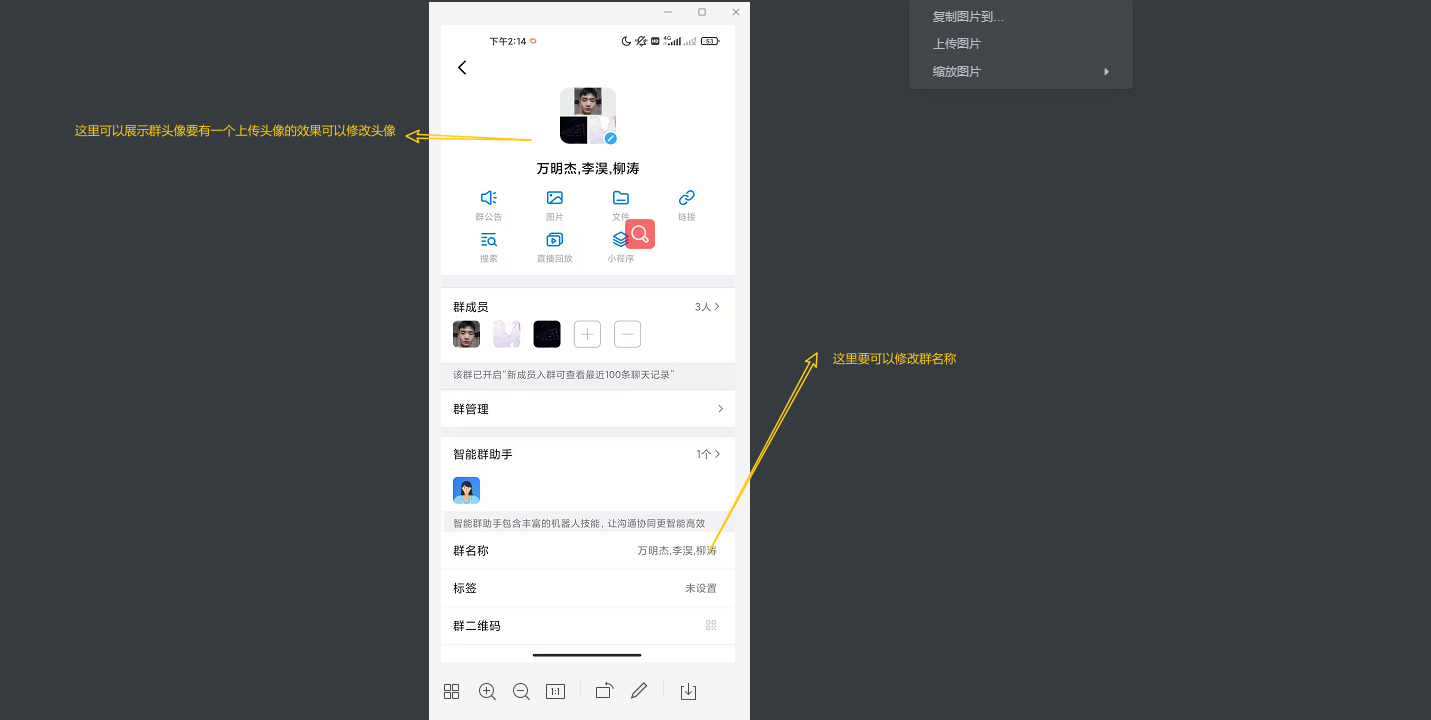 复制图片到...
上传图片
缩放图片
下午2:14
4G
53
这里可以展示群头像要有一个上传头像的效果可以修改头像
万明杰,李淏,柳涛
群公告
图片
文件
链接
搜索
直播回放
小程序
群成员
3人
该群已开启"新成员入群可查看最近100条聊天记录"
这里要可以修改群名称
群管理
智能群助手
1个
智能群助手包含丰富的机器人技能，让沟通协同更智能高效
群名称
万明杰,李淏,柳涛
标签
未设置
群二维码
1:1